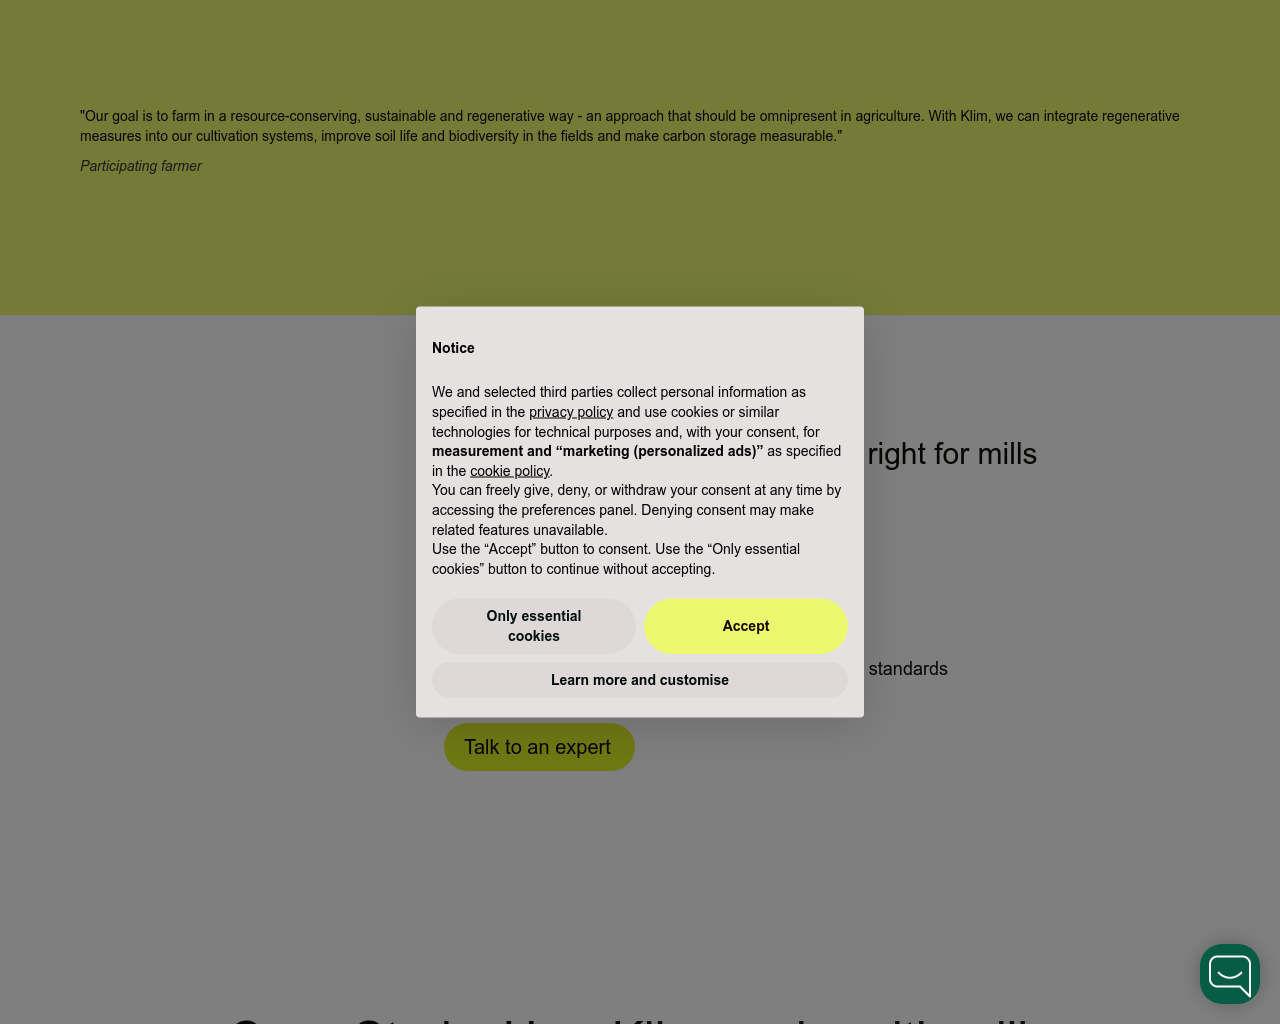 "Our goal is to farm in a resource-conserving, sustainable and regenerative way - an approach that should be omnipresent in agriculture. With Klim, we can integrate regenerative
measures into our cultivation systems, improve soil life and biodiversity in the fields and make carbon storage measurable."
Participating farmer
Notice
We and selected third parties collect personal information as
specified in the privacy policy and use cookies or similar
technologies for technical purposes and, with your consent, for
measurement and “marketing (personalized ads)” as specified
in the cookie policy.
You can freely give, deny, or withdraw your consent at any time by
accessing the preferences panel. Denying consent may make
related features unavailable.
Use the “Accept” button to consent. Use the “Only essential
cookies” button to continue without accepting.
right for mills
Only essential
cookies
Accept
standards
Learn more and customise
Talk to an expert